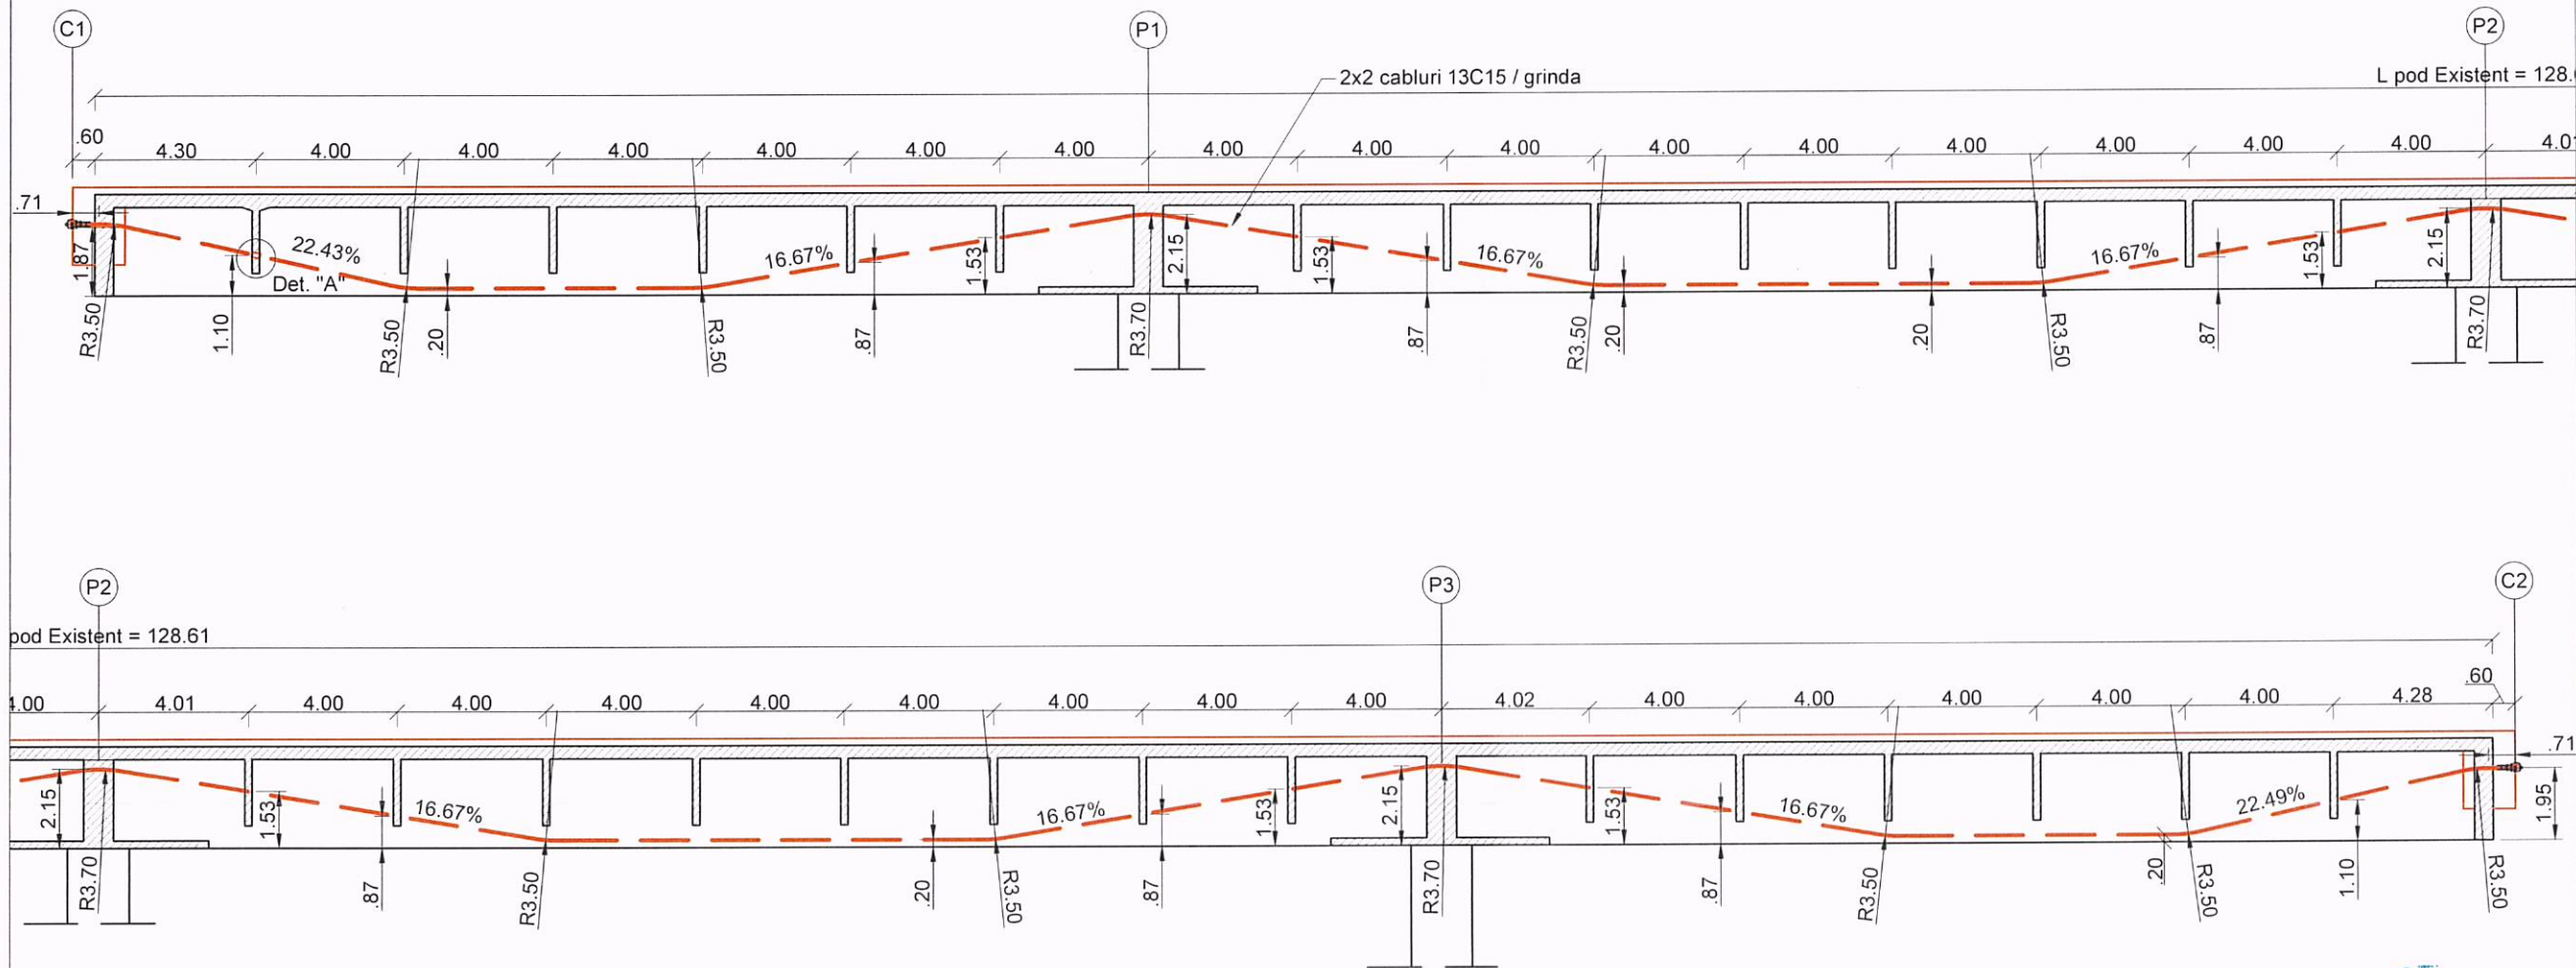 C1 P1 P2
2x2 cabluri 13C15 / grinda
L pod Existent = 128.
.60 4.30 4.00 4.00 4.00 4.00 4.00 4.00 4.00 4.00 4.00 4.00 4.00 4.00 4.00 4.00 4.00 4.01
.71
1.87 22.43% 16.67% 1.53 2.15 1.53 16.67% 16.67% 1.53 2.15
Det. "A"
R3.50 1.10 R3.50 .20 R3.50 .87 R3.70 .87 R3.50 .20 .20 R3.50 .87 R3.70
P2 P3 C2
pod Existent = 128.61
4.00 4.01 4.00 4.00 4.00 4.00 4.00 4.00 4.00 4.00 4.02 4.00 4.00 4.00 4.00 4.00 4.28 .60
.71
2.15 1.53 16.67% 16.67% 1.53 2.15 1.53 16.67% 22.49% 1.95
R3.70 .87 R3.50 .20 R3.50 .87 R3.70 .87 R3.50 .20 R3.50 1.10 R3.50